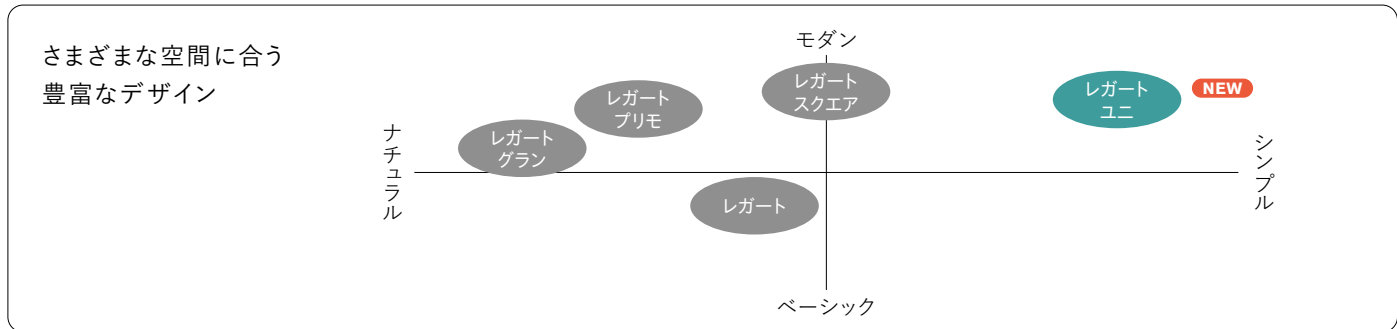 さまざまな空間に合う
豊富なデザイン
モダン
レガート
スクエア
レガート
プリモ
レガート
ユニ
NEW
レガート
グラン
ナチュラル
シンプル
レガート
ベーシック